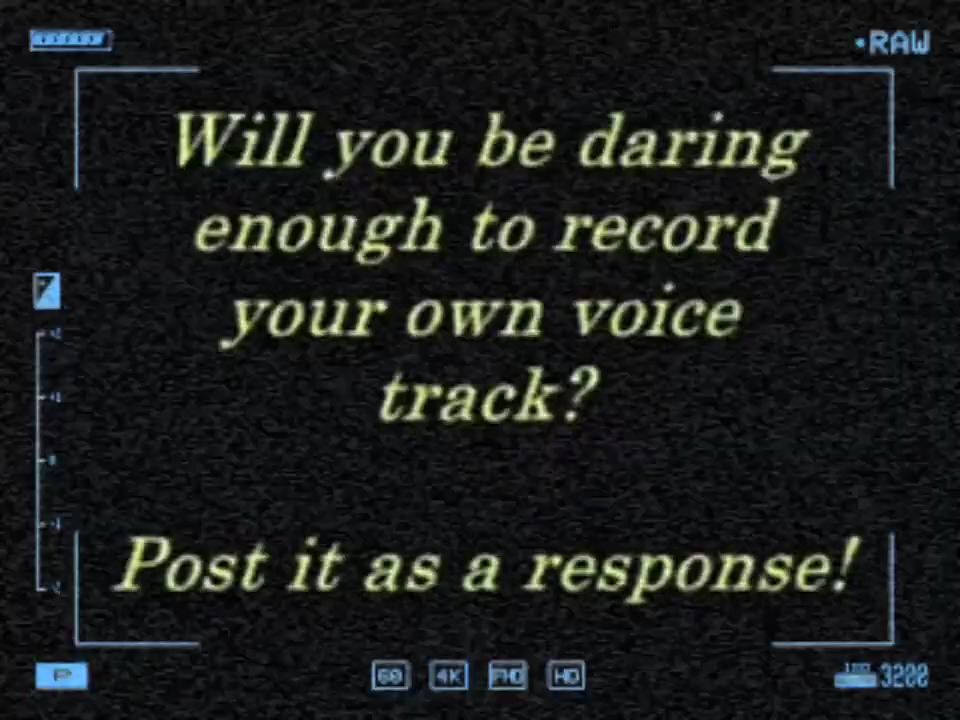 •RAW
Will you be daring
enough to record
your own voice
track?
Post it as a response!
P
60 4K FHD HD
ISO 3200